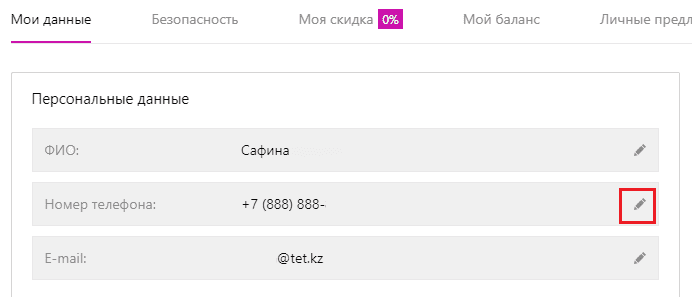 Мои данные Безопасность Моя скидка 0% Мой баланс Личные предл
Персональные данные
ФИО: Сафина
Номер телефона: +7 (888) 888-
E-mail: @tet.kz